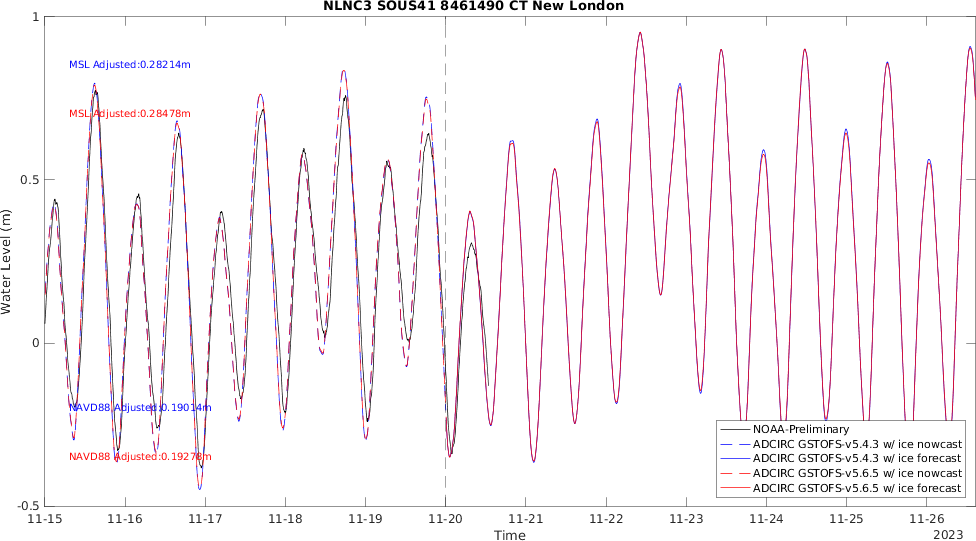 NLNC3 SOUS41 8461490 CT New London
1
0.5
0
-0.5
Water Level (m)
MSL Adjusted:0.28214m
MSL Adjusted:0.28478m
NAVD88 Adjusted:0.19014m
NAVD88 Adjusted:0.19278m
NOAA-Preliminary
ADCIRC GSTOFS-v5.4.3 w/ ice nowcast
ADCIRC GSTOFS-v5.4.3 w/ ice forecast
ADCIRC GSTOFS-v5.6.5 w/ ice nowcast
ADCIRC GSTOFS-v5.6.5 w/ ice forecast
11-15 11-16 11-17 11-18 11-19 11-20 11-21 11-22 11-23 11-24 11-25 11-26
Time
2023